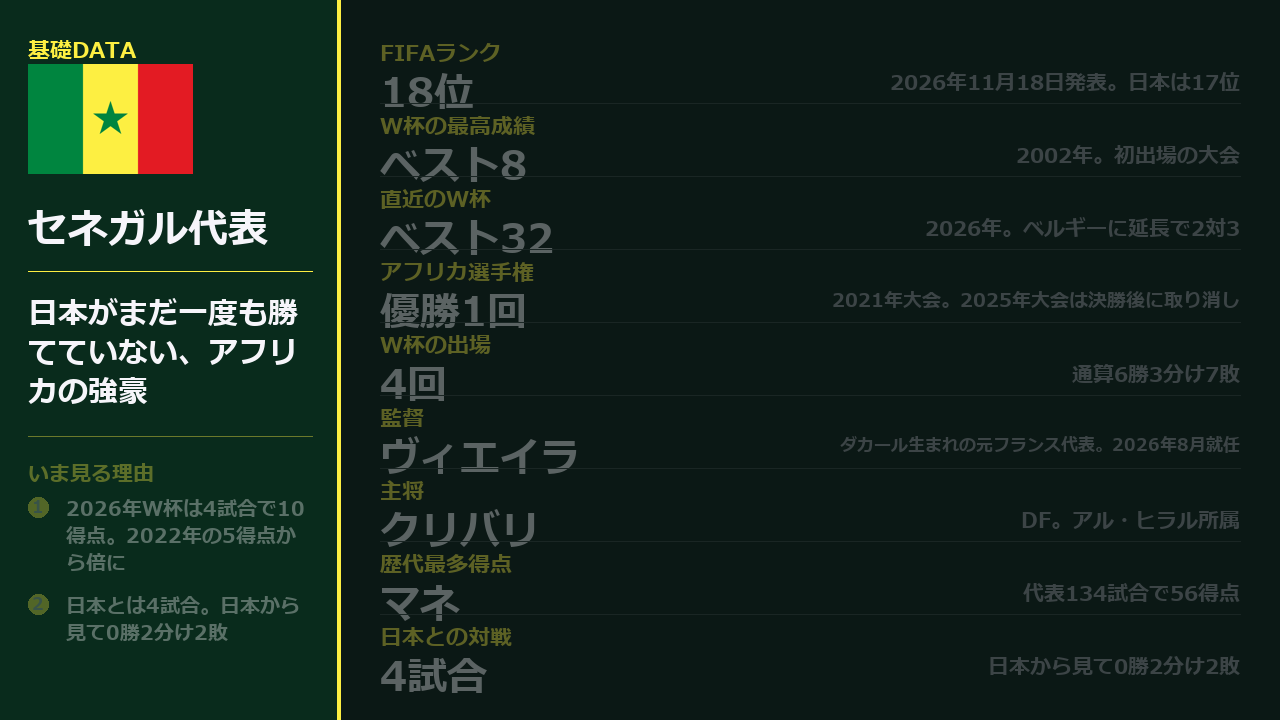 基礎DATA
セネガル代表
日本がまだ一度も勝
てていない、アフリ
カの強豪
いま見る理由
1 2026年W杯は4試合で10
得点。2022年の5得点か
ら倍に
2 日本とは4試合。日本から
見て0勝2分け2敗
FIFAランク
18位 2026年11月18日発表。日本は17位
W杯の最高成績
ベスト8 2002年。初出場の大会
直近のW杯
ベスト32 2026年。ベルギーに延長で2対3
アフリカ選手権
優勝1回 2021年大会。2025年大会は決勝後に取り消し
W杯の出場
4回 通算6勝3分け7敗
監督
ヴィエイラ ダカール生まれの元フランス代表。2026年8月就任
主将
クリバリ DF。アル・ヒラル所属
歴代最多得点
マネ 代表134試合で56得点
日本との対戦
4試合 日本から見て0勝2分け2敗